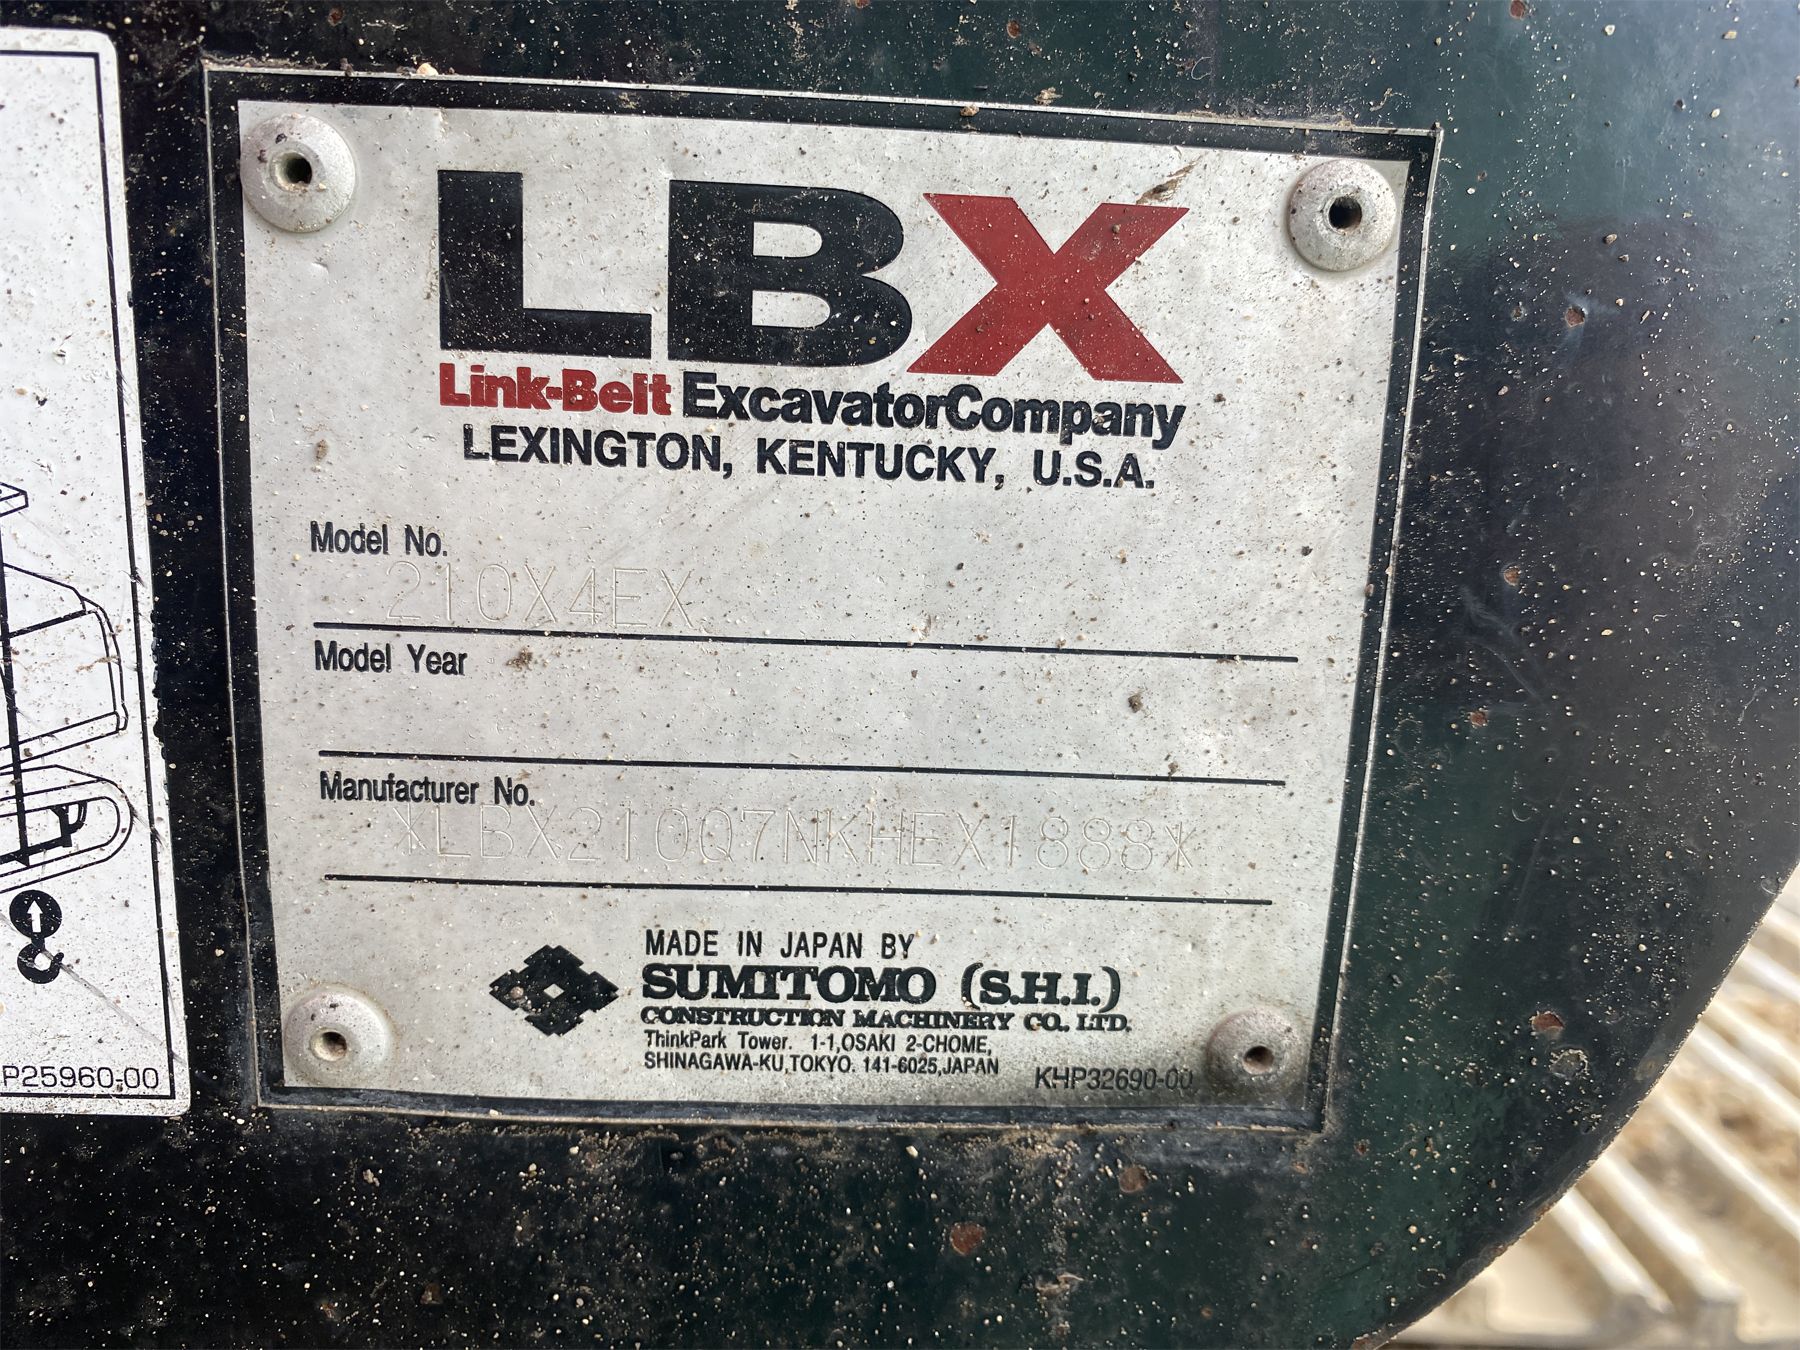 LBX
Link-Belt ExcavatorCompany
LEXINGTON, KENTUCKY, U.S.A.
Model No.
210X4EX
Model Year
Manufacturer No.
*LBX210Q7NKHEX1888*
MADE IN JAPAN BY
SUMITOMO (S.H.I.)
CONSTRUCTION MACHINERY CO., LTD.
ThinkPark Tower. 1-1,OSAKI 2-CHOME,
SHINAGAWA-KU,TOKYO. 141-6025,JAPAN
KHP32690-00
P25960-00